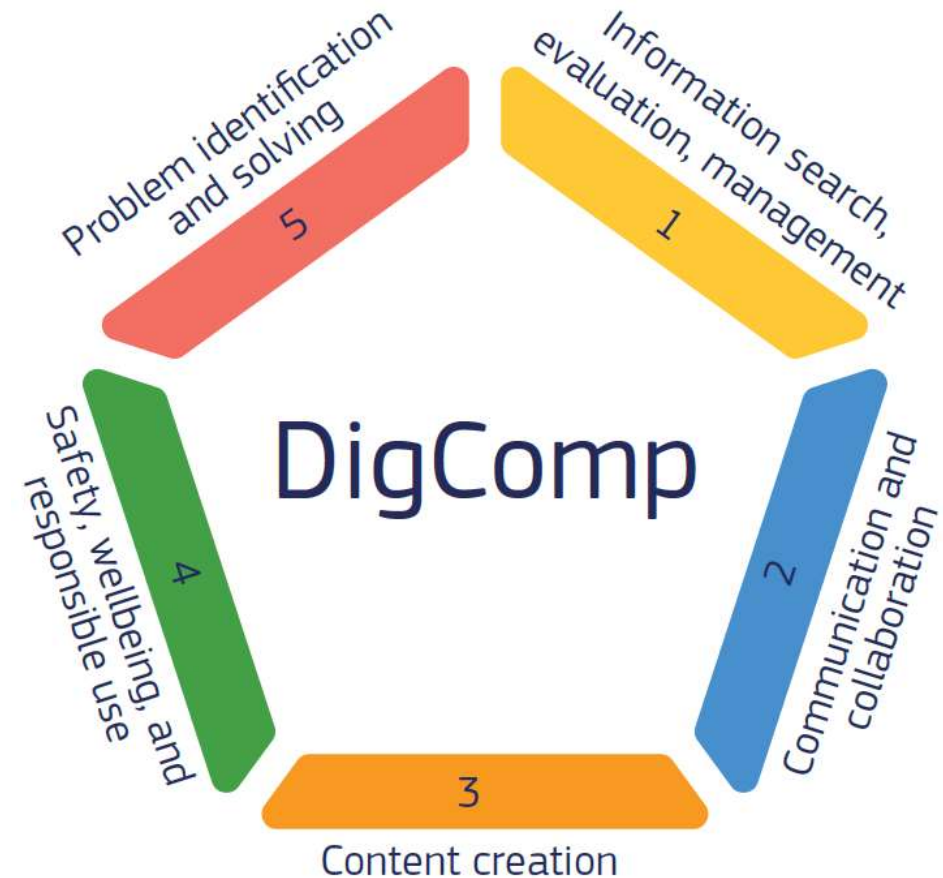 Information search,
evaluation, management
1
Communication and
collaboration
2
Content creation
3
Safety, wellbeing, and
responsible use
4
Problem identification
and solving
5
DigComp